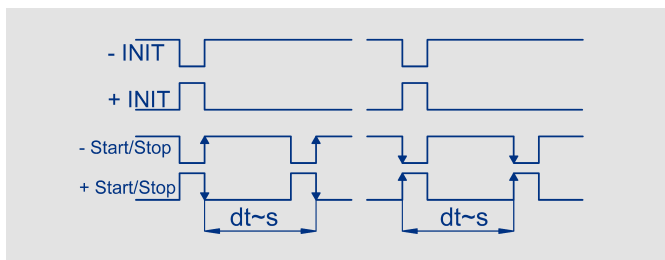 - INIT
+ INIT
- Start/Stop
+ Start/Stop
dt~s dt~s